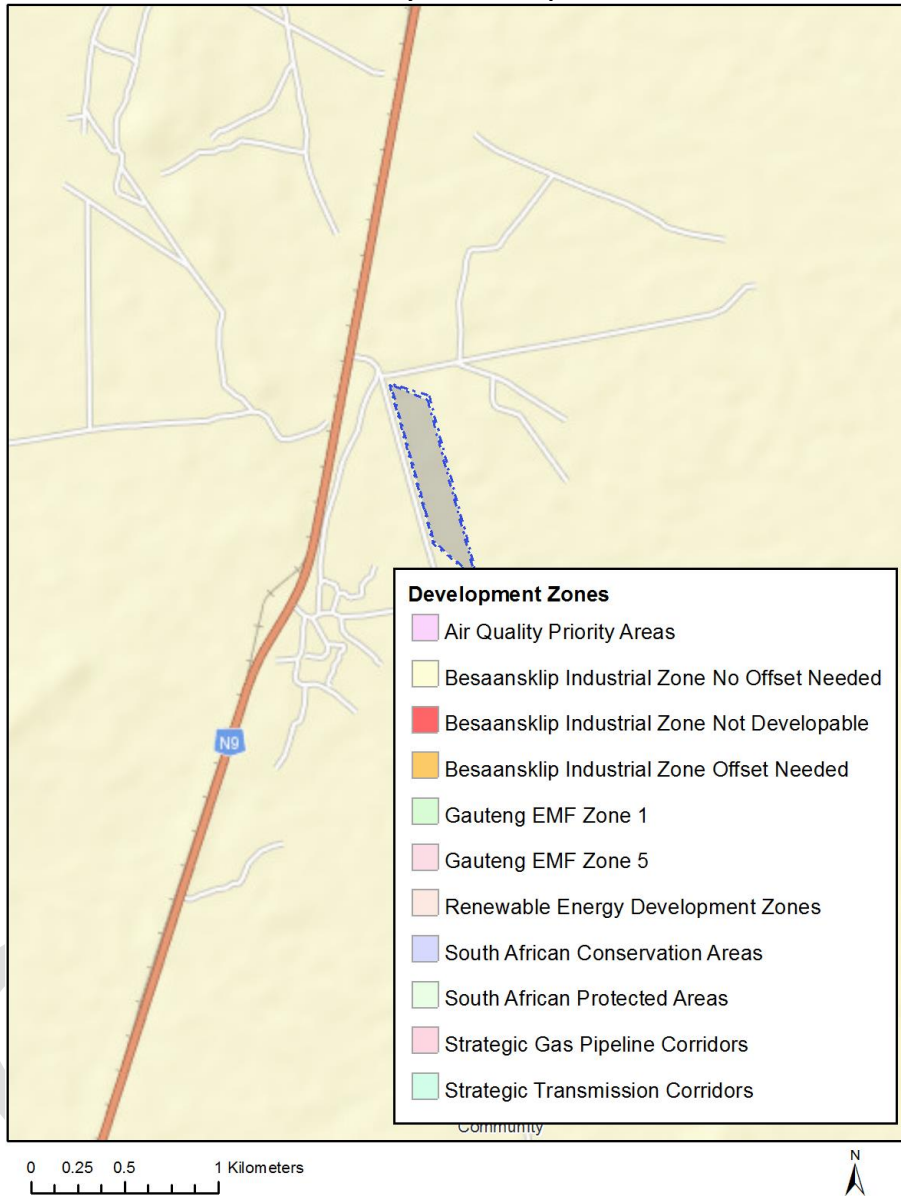 N9
Development Zones
Air Quality Priority Areas
Besaansklip Industrial Zone No Offset Needed
Besaansklip Industrial Zone Not Developable
Besaansklip Industrial Zone Offset Needed
Gauteng EMF Zone 1
Gauteng EMF Zone 5
Renewable Energy Development Zones
South African Conservation Areas
South African Protected Areas
Strategic Gas Pipeline Corridors
Strategic Transmission Corridors
Community
0 0.25 0.5 1 Kilometers
N